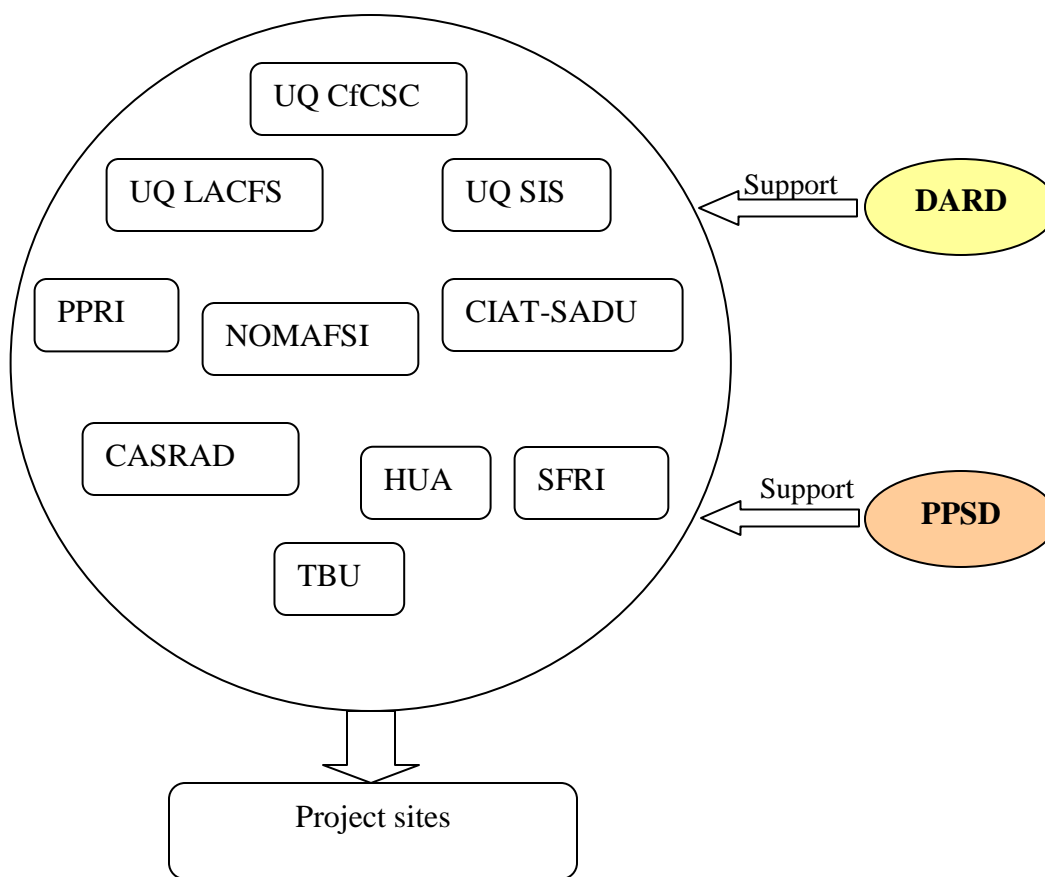 UQ CfCSC
UQ LACFS
UQ SIS
Support
DARD
PPRI
NOMAFSI
CIAT-SADU
CASRAD
HUA
SFRI
Support
PPSD
TBU
Project sites